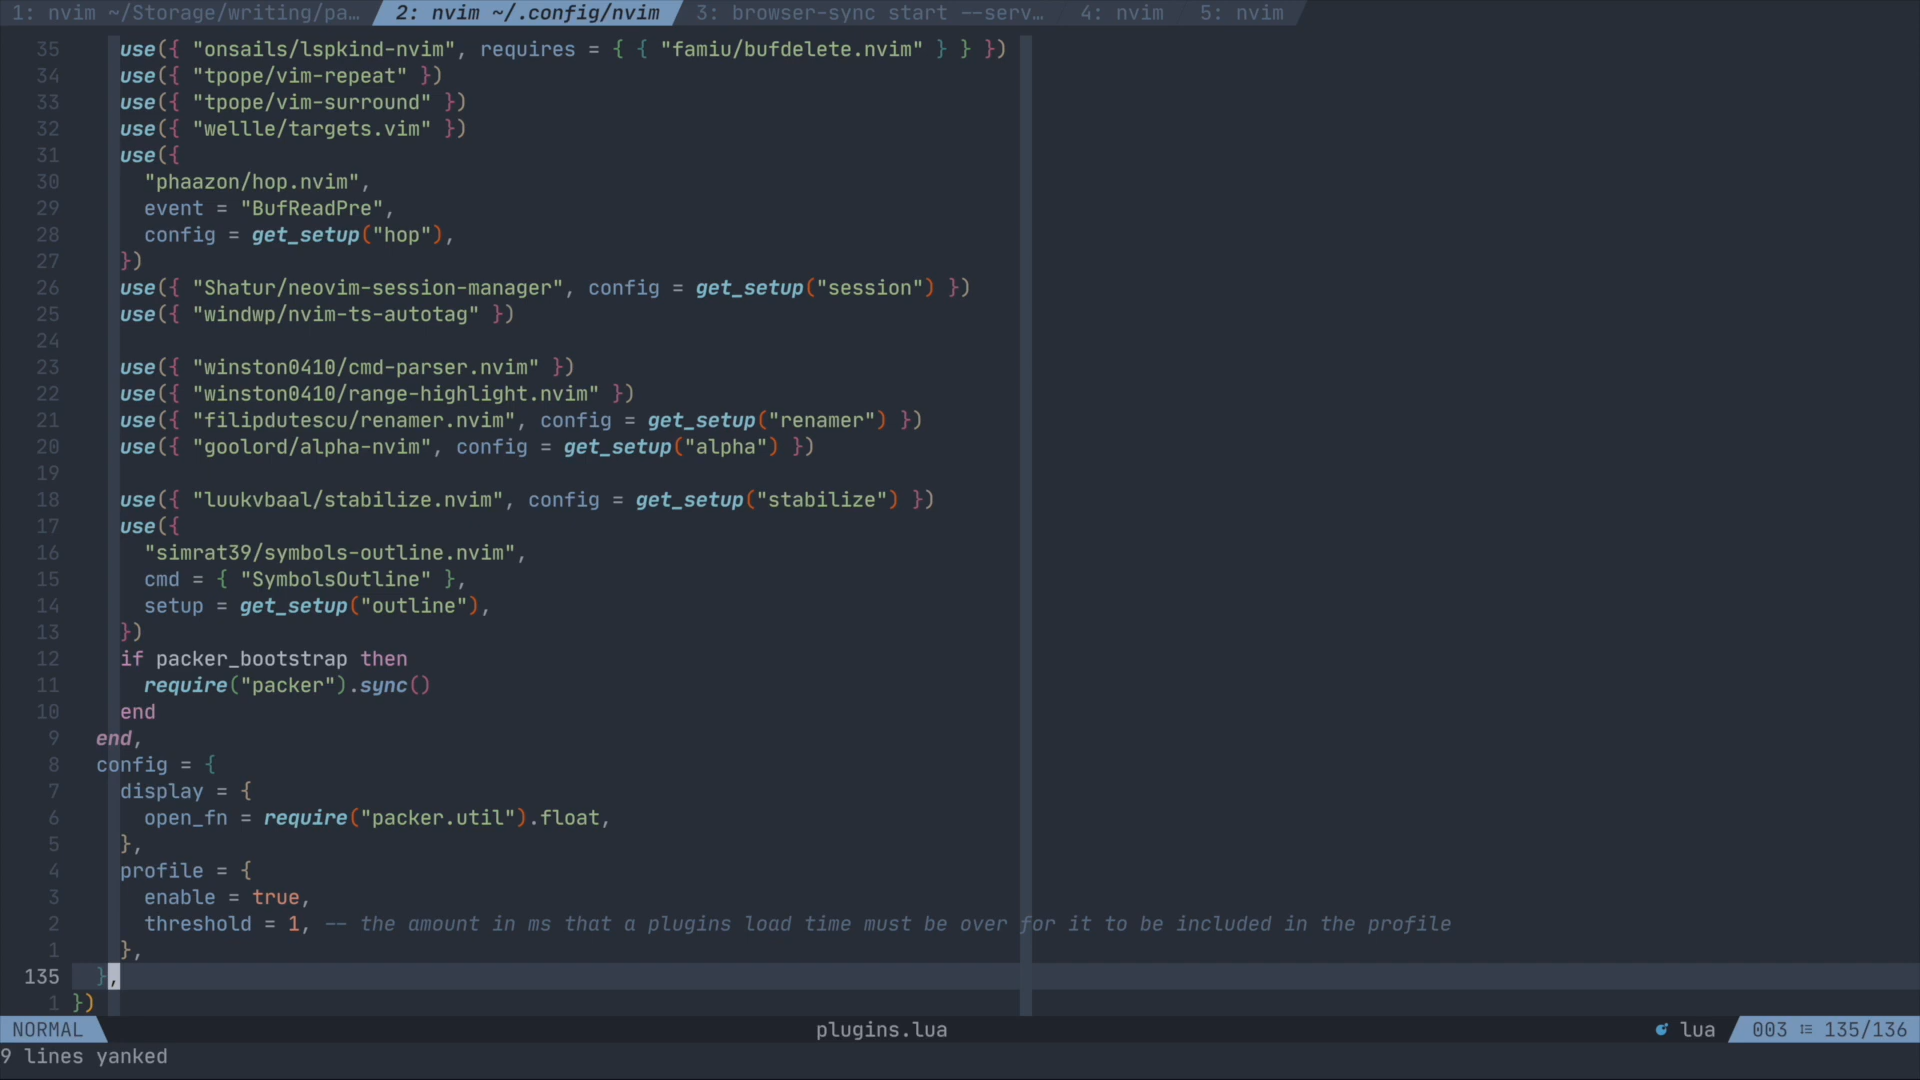 1: nvim ~/Storage/writing/pa… 2: nvim ~/.config/nvim 3: browser-sync start --serv… 4: nvim 5: nvim
35 use({ "onsails/lspkind-nvim", requires = { { "famiu/bufdelete.nvim" } } })
34 use({ "tpope/vim-repeat" })
33 use({ "tpope/vim-surround" })
32 use({ "wellle/targets.vim" })
31 use({
30 "phaazon/hop.nvim",
29 event = "BufReadPre",
28 config = get_setup("hop"),
27 })
26 use({ "Shatur/neovim-session-manager", config = get_setup("session") })
25 use({ "windwp/nvim-ts-autotag" })
24
23 use({ "winston0410/cmd-parser.nvim" })
22 use({ "winston0410/range-highlight.nvim" })
21 use({ "filipdutescu/renamer.nvim", config = get_setup("renamer") })
20 use({ "goolord/alpha-nvim", config = get_setup("alpha") })
19
18 use({ "luukvbaal/stabilize.nvim", config = get_setup("stabilize") })
17 use({
16 "simrat39/symbols-outline.nvim",
15 cmd = { "SymbolsOutline" },
14 setup = get_setup("outline"),
13 })
12 if packer_bootstrap then
11 require("packer").sync()
10 end
9 end,
8 config = {
7 display = {
6 open_fn = require("packer.util").float,
5 },
4 profile = {
3 enable = true,
2 threshold = 1, -- the amount in ms that a plugins load time must be over for it to be included in the profile
1 },
135 },
1 })
NORMAL plugins.lua lua 003 135/136
9 lines yanked